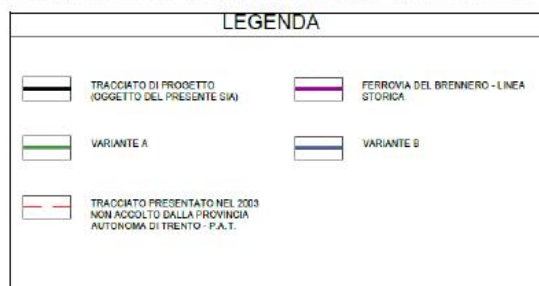 LEGENDA
TRACCIATO DI PROGETTO
(OGGETTO DEL PRESENTE SIA)
FERROVIA DEL BRENNERO - LINEA
STORICA
VARIANTE A
VARIANTE B
TRACCIATO PRESENTATO NEL 2003
NON ACCOLTO DALLA PROVINCIA
AUTONOMA DI TRENTO - P.A.T.